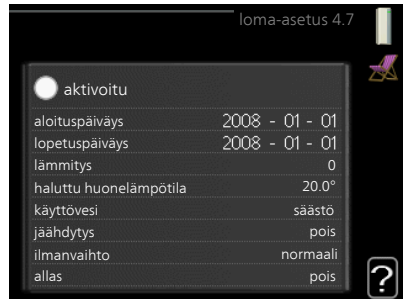 loma-asetus 4.7
aktivoitu
aloituspäiväys 2008 - 01 - 01
lopetuspäiväys 2008 - 01 - 01
lämmitys 0
haluttu huonelämpötila 20.0°
käyttövesi säästö
jäähdytys pois
ilmanvaihto normaali
allas pois
?